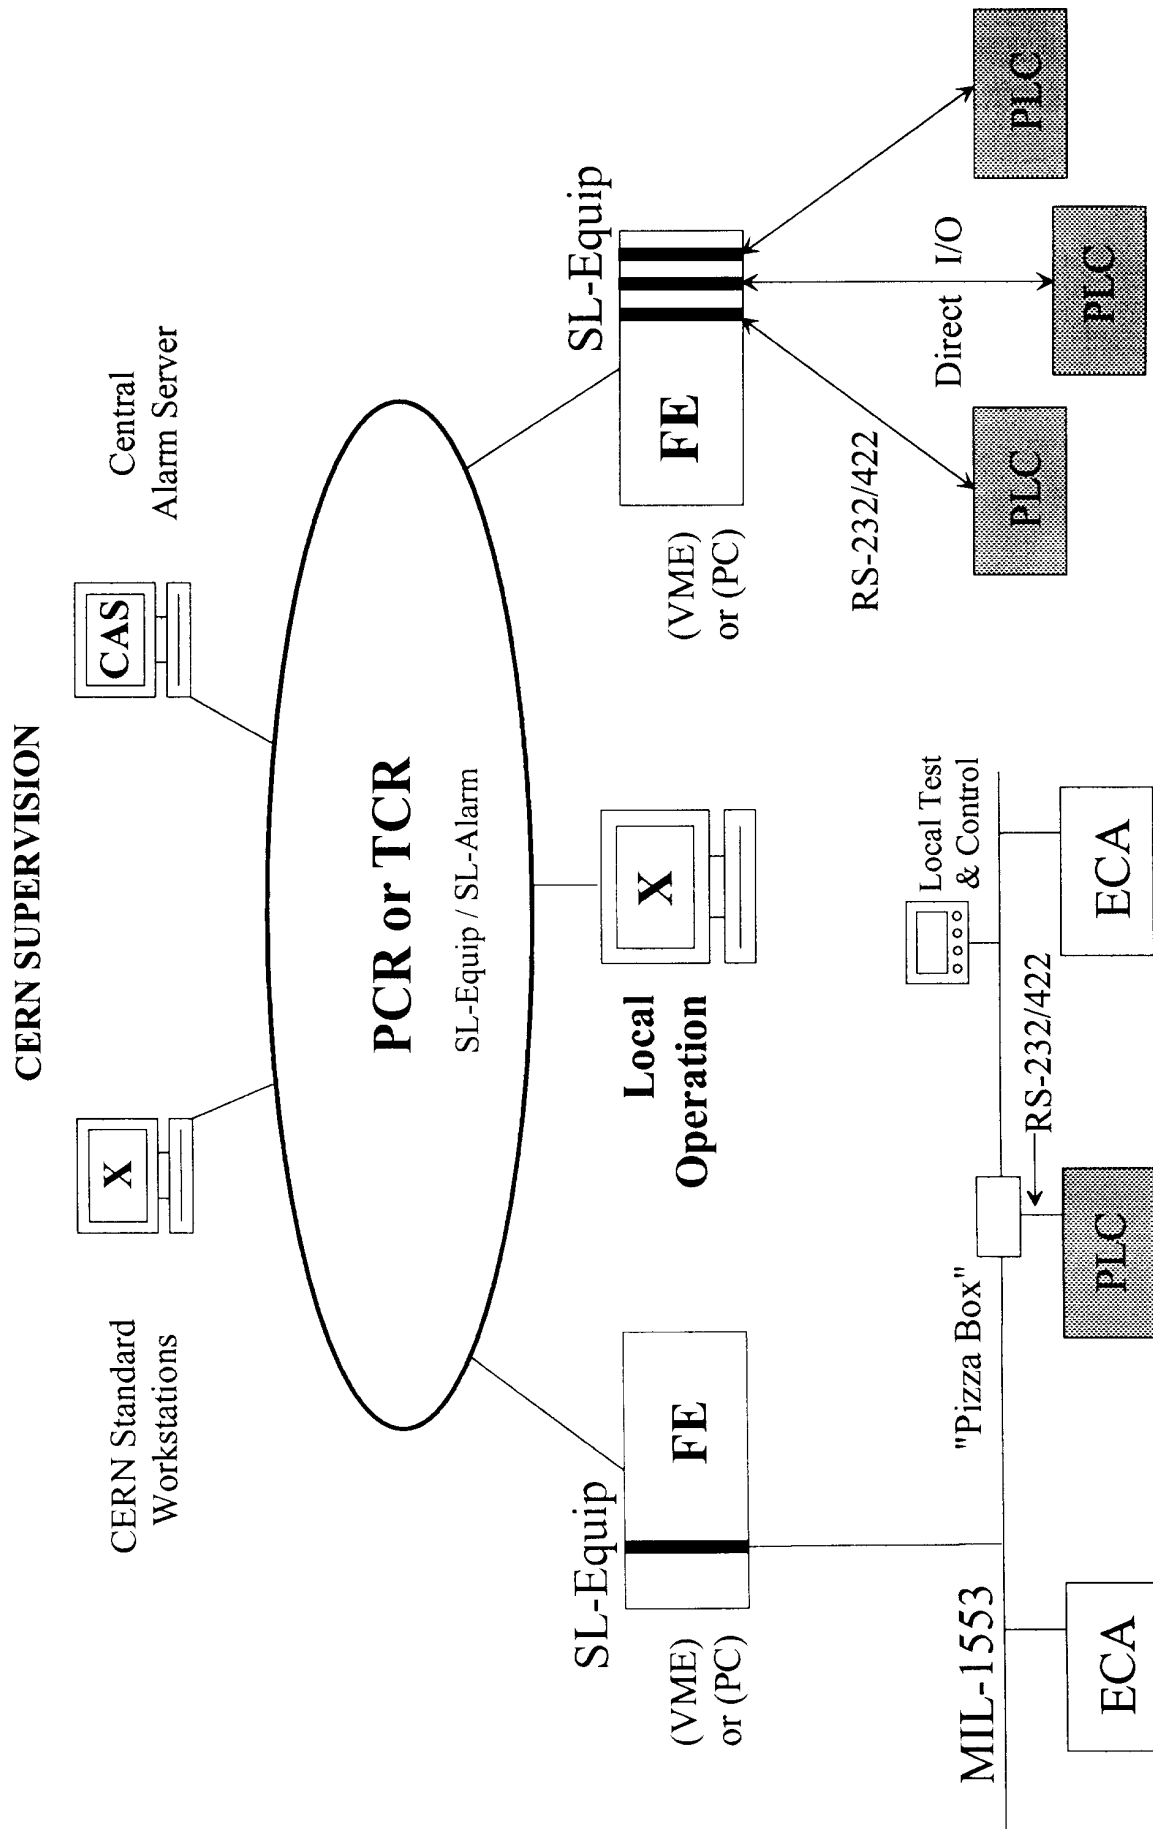 CERN SUPERVISION
CERN Standard
Workstations
X
CAS
Central
Alarm Server
PCR or TCR
SL-Equip / SL-Alarm
SL-Equip
FE
(VME)
or (PC)
Local
Operation
X
SL-Equip
FE
(VME)
or (PC)
RS-232/422
Direct I/O
PLC
PLC
PLC
MIL-1553
"Pizza Box"
RS-232/422
Local Test
& Control
ECA
PLC
ECA